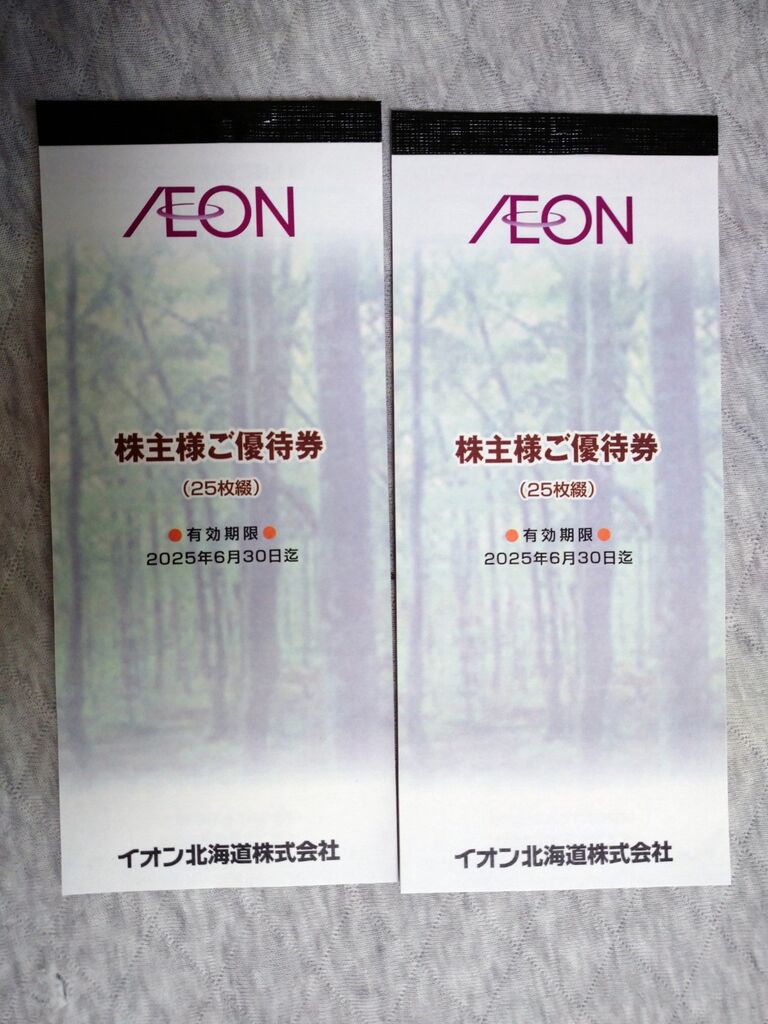 ÆON
株主様ご優待券
(25枚綴)
●有効期限●
2025年6月30日迄
イオン北海道株式会社
ÆON
株主様ご優待券
(25枚綴)
●有効期限●
2025年6月30日迄
イオン北海道株式会社